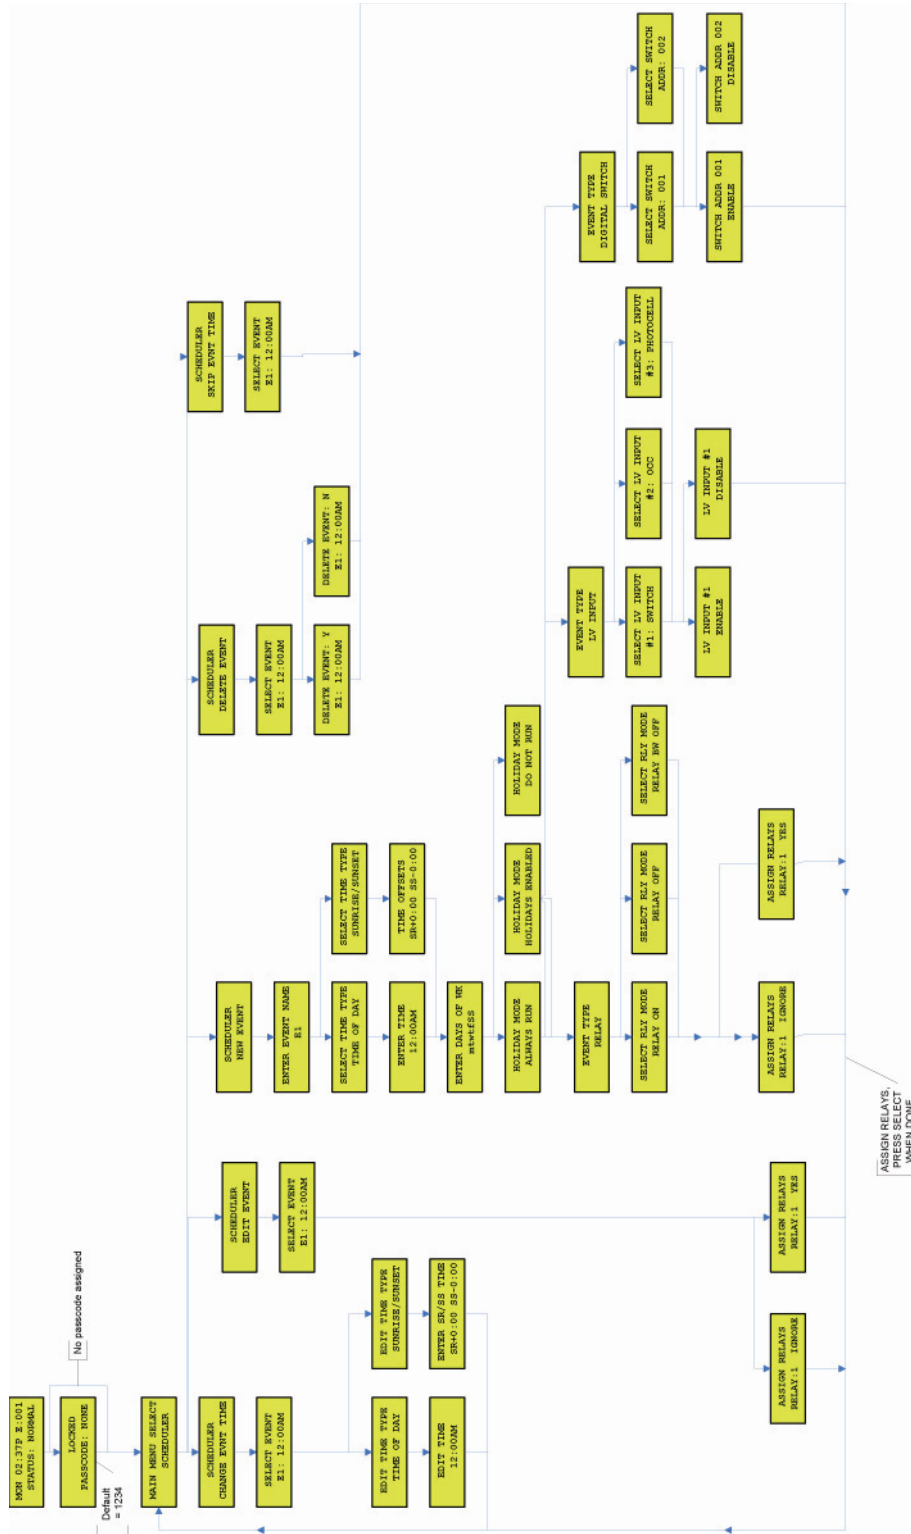 MON 02:37P E:001
STATUS: NORMAL
LOCKED
PASSCODE: NONE
No passcode assigned
Default
= 1234
MAIN MENU SELECT
SCHEDULER
SCHEDULER
CHANGE EVNT TIME
SELECT EVENT
E1: 12:00AM
EDIT TIME TYPE
TIME OF DAY
EDIT TIME
12:00AM
EDIT TIME TYPE
SUNRISE/SUNSET
ENTER SR/SS TIME
SR+0:00 SS-0:00
SCHEDULER
EDIT EVENT
SELECT EVENT
E1: 12:00AM
ASSIGN RELAYS
RELAY:1 IGNORE
ASSIGN RELAYS
RELAY:1 YES
SCHEDULER
NEW EVENT
ENTER EVENT NAME
E1
SELECT TIME TYPE
TIME OF DAY
SELECT TIME TYPE
SUNRISE/SUNSET
ENTER TIME
12:00AM
TIME OFFSETS
SR+0:00 SS-0:00
ENTER DAYS OF WK
mtwtfSS
HOLIDAY MODE
ALWAYS RUN
HOLIDAY MODE
HOLIDAYS ENABLED
HOLIDAY MODE
DO NOT RUN
EVENT TYPE
RELAY
SELECT RLY MODE
RELAY ON
SELECT RLY MODE
RELAY OFF
SELECT RLY MODE
RELAY BW OFF
ASSIGN RELAYS
RELAY:1 IGNORE
ASSIGN RELAYS
RELAY:1 YES
ASSIGN RELAYS,
PRESS SELECT
WHEN DONE
SCHEDULER
DELETE EVENT
SELECT EVENT
E1: 12:00AM
DELETE EVENT: Y
E1: 12:00AM
DELETE EVENT: N
E1: 12:00AM
SCHEDULER
SKIP EVNT TIME
SELECT EVENT
E1: 12:00AM
EVENT TYPE
LV INPUT
SELECT LV INPUT
#1: SWITCH
SELECT LV INPUT
#2: OCC
SELECT LV INPUT
#3: PHOTOCELL
LV INPUT #1
ENABLE
LV INPUT #1
DISABLE
EVENT TYPE
DIGITAL SWITCH
SELECT SWITCH
ADDR: 001
SELECT SWITCH
ADDR: 002
SWITCH ADDR 001
ENABLE
SWITCH ADDR 002
DISABLE